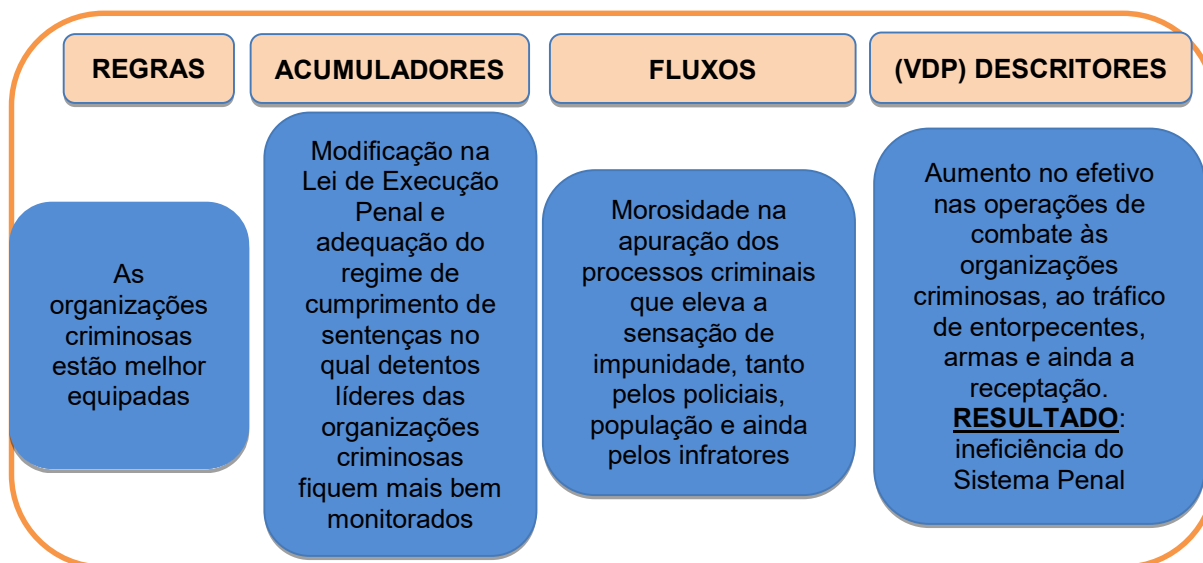 REGRAS
ACUMULADORES
FLUXOS
(VDP) DESCRITORES
As
organizações
criminosas
estão melhor
equipadas
Modificação na
Lei de Execução
Penal e
adequação do
regime de
cumprimento de
sentenças no
qual detentos
líderes das
organizações
criminosas
fiquem mais bem
monitorados
Morosidade na
apuração dos
processos criminais
que eleva a
sensação de
impunidade, tanto
pelos policiais,
população e ainda
pelos infratores
Aumento no efetivo
nas operações de
combate às
organizações
criminosas, ao tráfico
de entorpecentes,
armas e ainda a
receptação.
RESULTADO:
ineficiência do
Sistema Penal